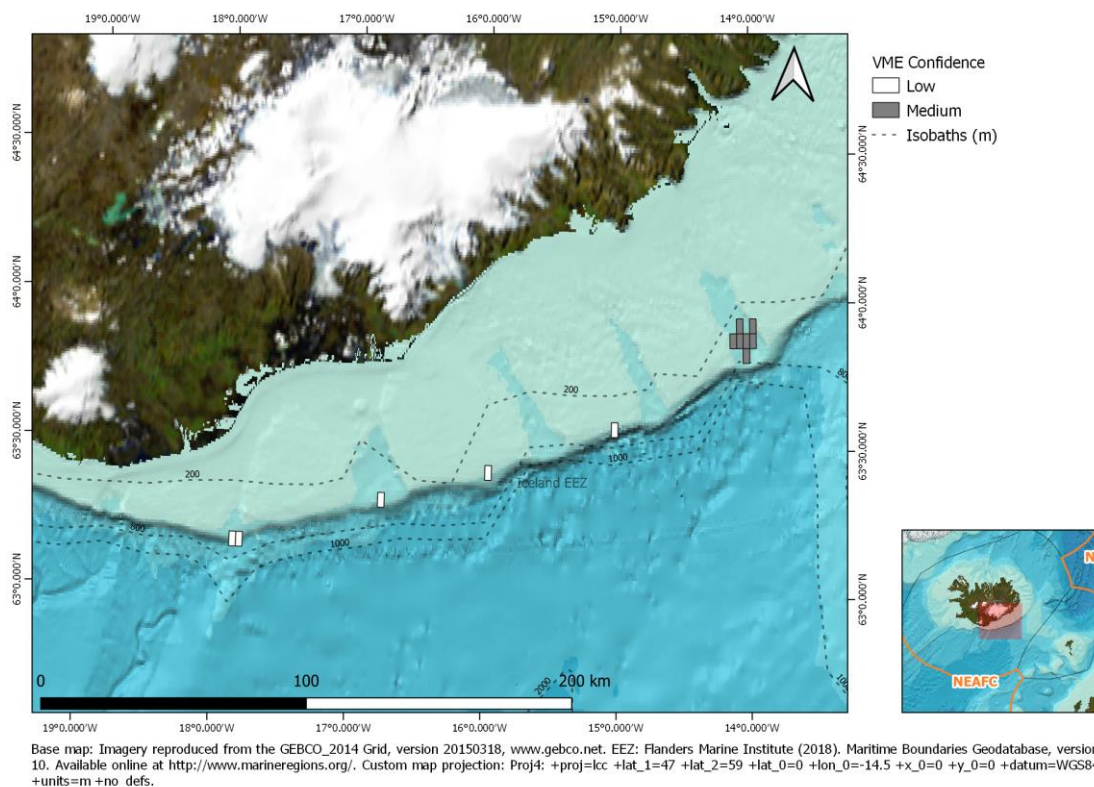 19°0.000'W 18°0.000'W 17°0.000'W 16°0.000'W 15°0.000'W 14°0.000'W
VME Confidence
Low
Medium
Isobaths (m)
64°30.000'N
64°30.000'N
64°0.000'N
64°0.000'N
63°30.000'N
63°30.000'N
63°0.000'N
63°0.000'N
200
200
800
1000
1000
Iceland EEZ
2000
0 100 200 km
NEAFC
19°0.000'W 18°0.000'W 17°0.000'W 16°0.000'W 15°0.000'W 14°0.000'W
Base map: Imagery reproduced from the GEBCO_2014 Grid, version 20150318, www.gebco.net. EEZ: Flanders Marine Institute (2018). Maritime Boundaries Geodatabase, version
10. Available online at http://www.marineregions.org/. Custom map projection: Proj4: +proj=lcc +lat_1=47 +lat_2=59 +lat_0=0 +lon_0=-14.5 +x_0=0 +y_0=0 +datum=WGS84
+units=m +no_defs.